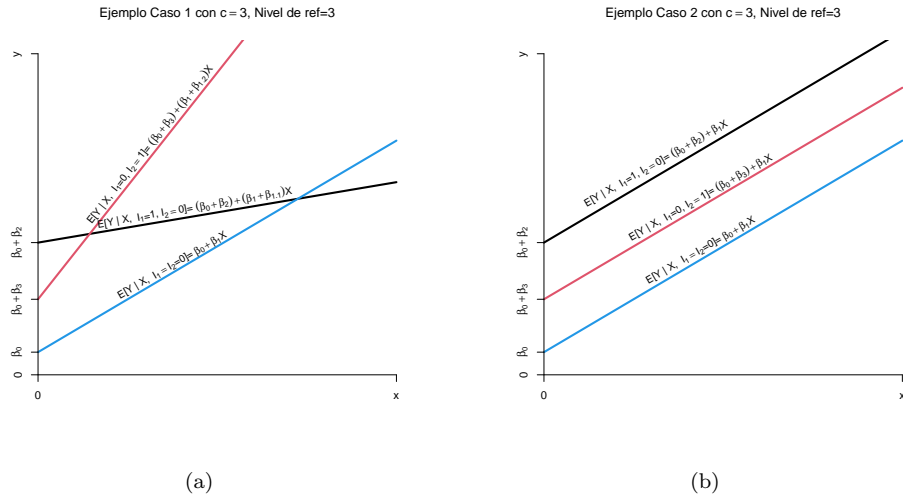 Ejemplo Caso 1 con c = 3, Nivel de ref=3
y
β₀ + β₂
β₀ + β₃
β₀
0
0
x
E[Y | X, I₁=0, I₂ = 1]= (β₀ + β₃) + (β₁ + β₁.₂)X
E[Y | X, I₁=1, I₂ = 0]= (β₀ + β₂) + (β₁ + β₁.₁)X
E[Y | X, I₁ = I₂=0]= β₀ + β₁X
(a)
Ejemplo Caso 2 con c = 3, Nivel de ref=3
y
β₀ + β₂
β₀ + β₃
β₀
0
0
x
E[Y | X, I₁=1, I₂ = 0]= (β₀ + β₂) + β₁X
E[Y | X, I₁=0, I₂ = 1]= (β₀ + β₃) + β₁X
E[Y | X, I₁ = I₂=0]= β₀ + β₁X
(b)